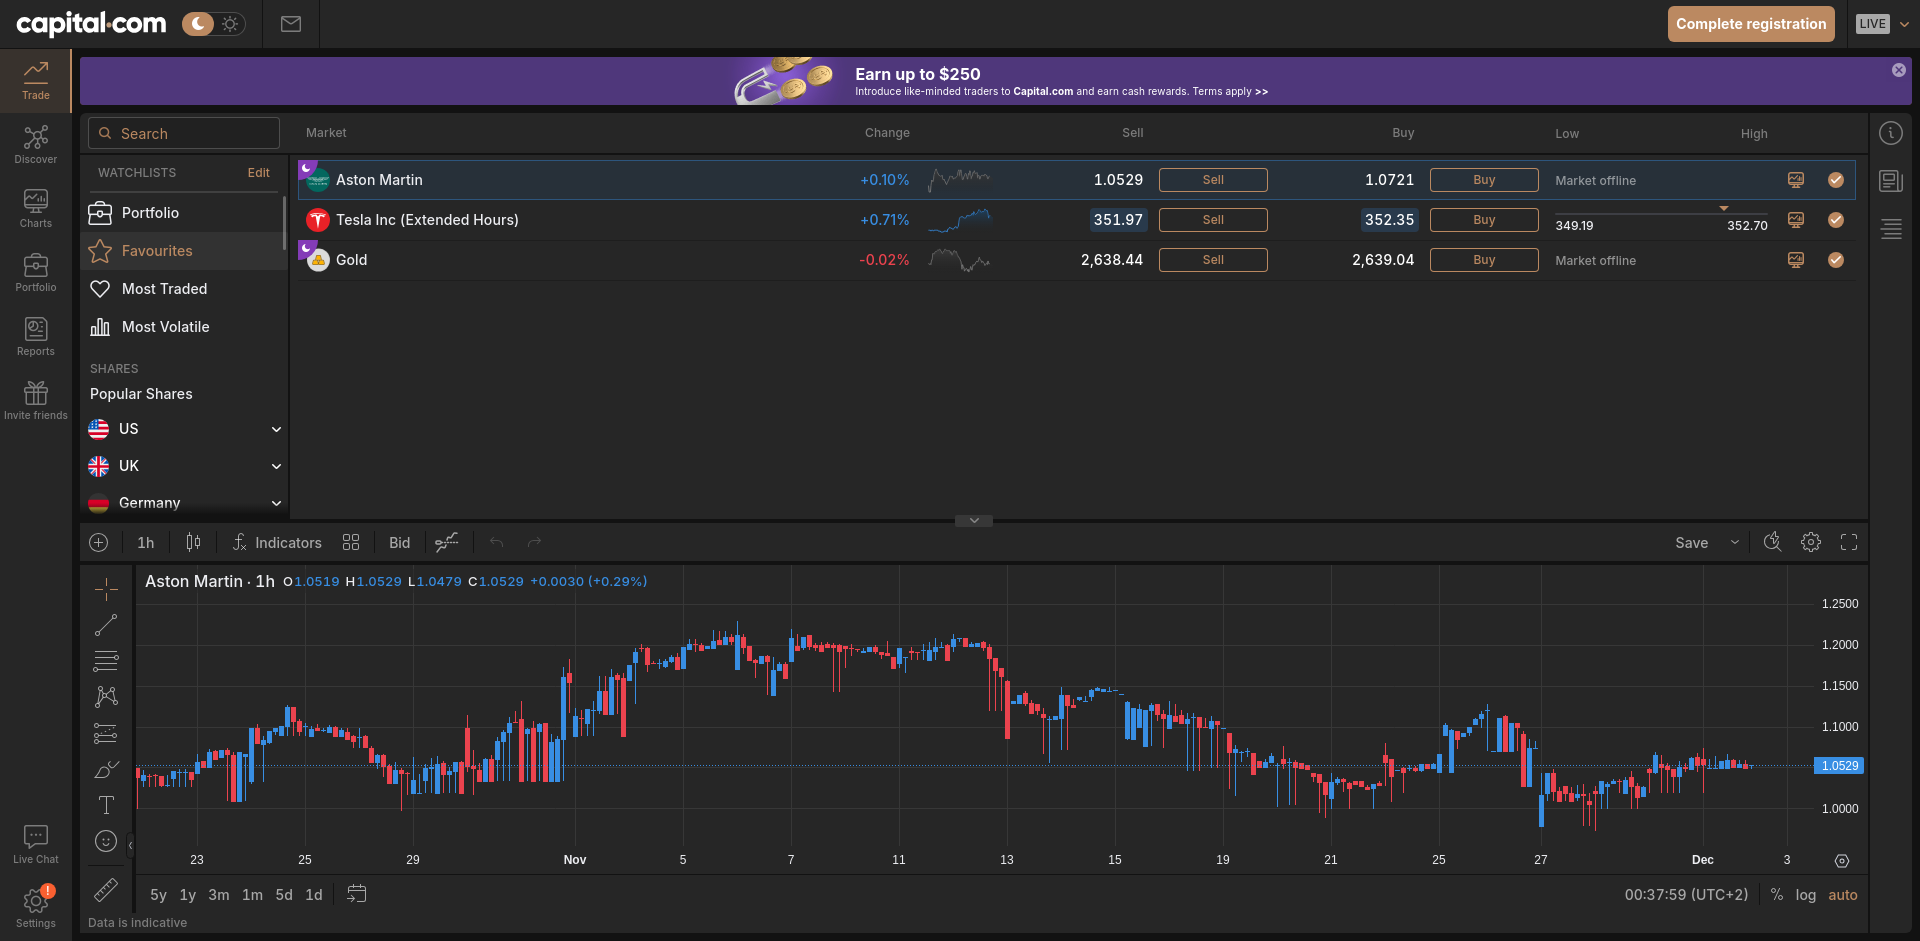 capital.com
Complete registration
LIVE
Earn up to $250
Introduce like-minded traders to Capital.com and earn cash rewards. Terms apply >>
Trade
Discover
Charts
Portfolio
Reports
Invite friends
Live Chat
!
Settings
Search
WATCHLISTS Edit
Portfolio
Favourites
Most Traded
Most Volatile
SHARES
Popular Shares
US
UK
Germany
Market Change Sell Buy Low High
Aston Martin +0.10% 1.0529 Sell 1.0721 Buy Market offline
Tesla Inc (Extended Hours) +0.71% 351.97 Sell 352.35 Buy 349.19 352.70
Gold -0.02% 2,638.44 Sell 2,639.04 Buy Market offline
1h Indicators Bid Save
Aston Martin · 1h O1.0519 H1.0529 L1.0479 C1.0529 +0.0030 (+0.29%)
1.2500
1.2000
1.1500
1.1000
1.0529
1.0000
23 25 29 Nov 5 7 11 13 15 19 21 25 27 Dec 3
5y 1y 3m 1m 5d 1d 00:37:59 (UTC+2) % log auto
Data is indicative